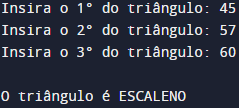 Insira o 1° do triângulo: 45
Insira o 2° do triângulo: 57
Insira o 3° do triângulo: 60
O triângulo é ESCALENO